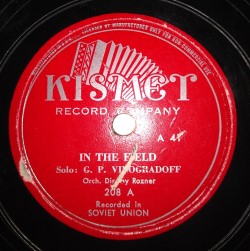 KISMET
RECORD COMPANY
A 41
IN THE FIELD
Solo: G. P. VINOGRADOFF
Orch. Dir. by Rozner
208 A
Recorded in
SOVIET UNION